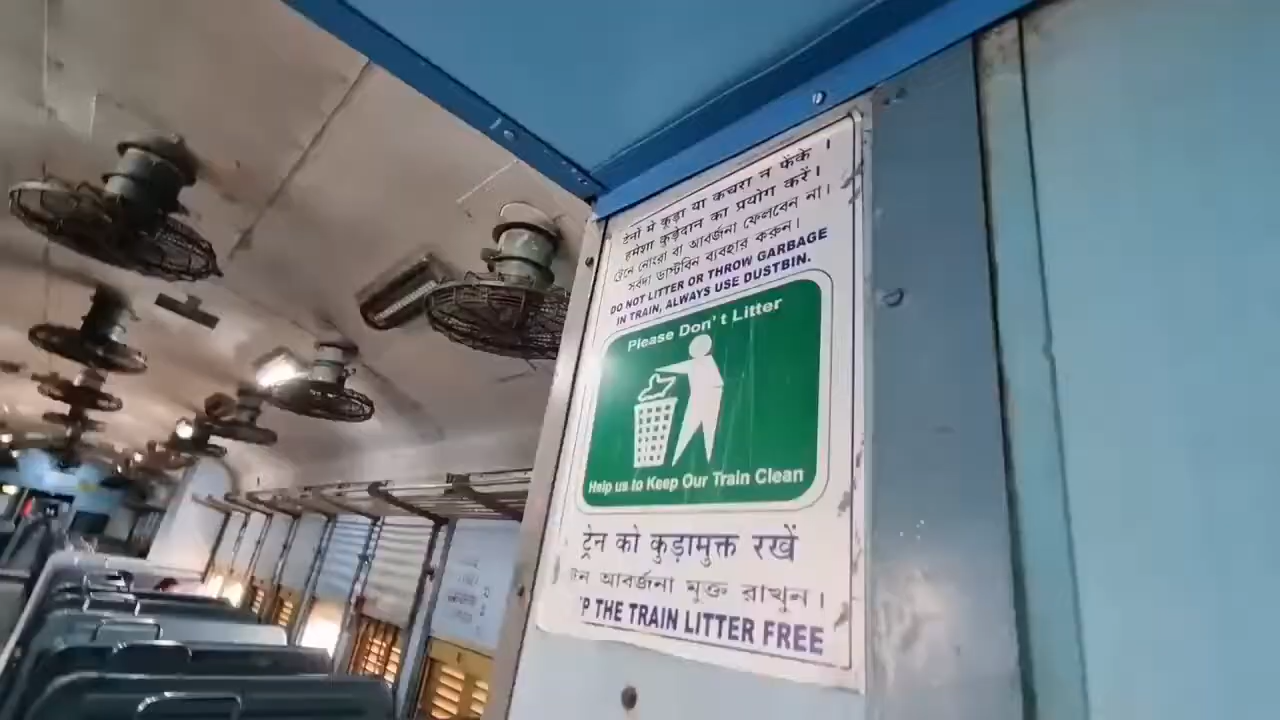 ट्रेनों मे कूड़ा या कचरा न फेंके ।
हमेशा कुड़ेदान का प्रयोग करें।
ট্রেনে নোংরা বা আবর্জনা ফেলবেন না।
সর্বদা ডাস্টবিন ব্যবহার করুন।
DO NOT LITTER OR THROW GARBAGE
IN TRAIN, ALWAYS USE DUSTBIN.
Please Don't Litter
Help us to Keep Our Train Clean
ट्रेन को कुड़ामुक्त रखें
আবর্জনা মুক্ত রাখুন।
THE TRAIN LITTER FREE